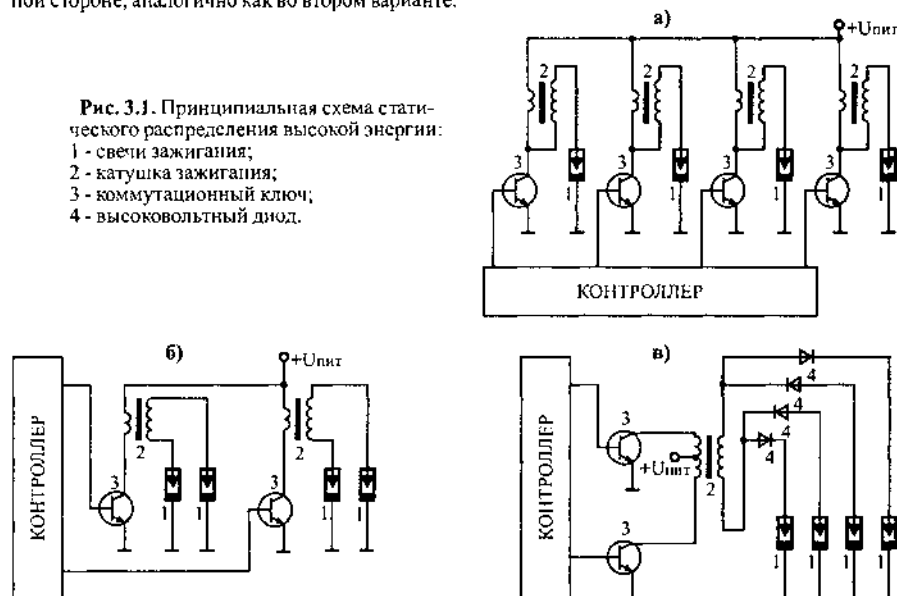 ной стороне, аналогично как во втором варианте.
Рис. 3.1. Принципиальная схема стати-
ческого распределения высокой энергии:
1 - свечи зажигания;
2 - катушка зажигания;
3 - коммутационный ключ;
4 - высоковольтный диод.
а)
+Uпит
2 2 2 2
3 3 3 3
1 1 1 1
КОНТРОЛЛЕР
б)
+Uпит
КОНТРОЛЛЕР
2 2
3 3
1 1 1 1
в)
КОНТРОЛЛЕР
3
+Uпит
2
3
4
4
4
4
1 1 1 1